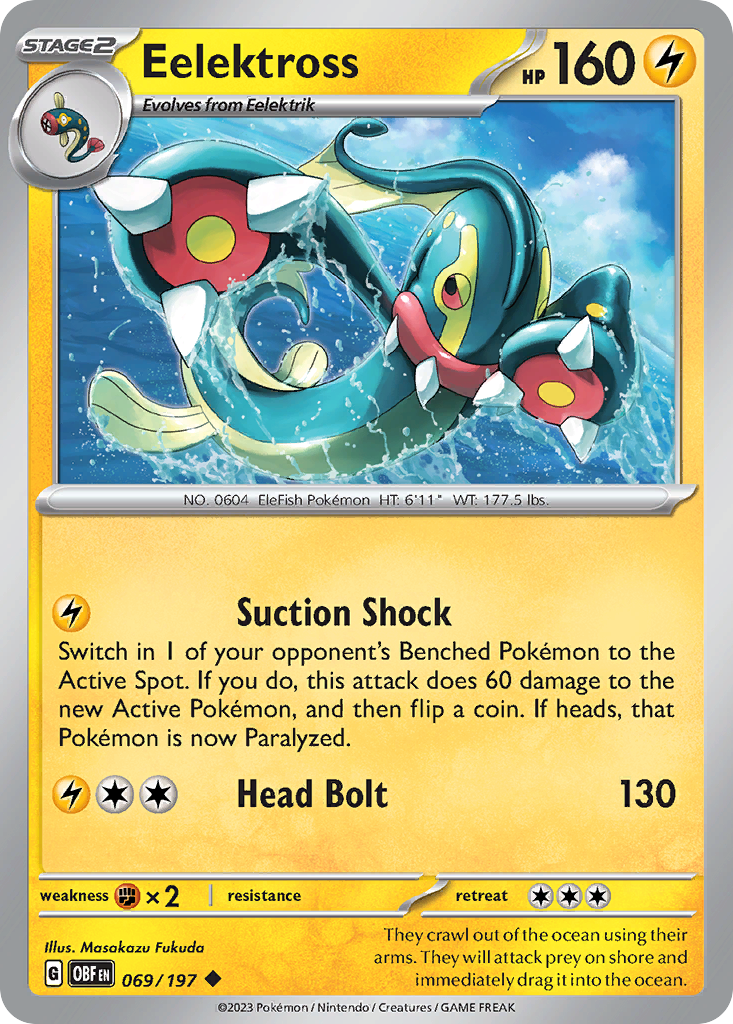 STAGE2
Eelektross
HP 160
Evolves from Eelektrik
NO. 0604 EleFish Pokémon HT: 6'11" WT: 177.5 lbs.
Suction Shock
Switch in 1 of your opponent's Benched Pokémon to the
Active Spot. If you do, this attack does 60 damage to the
new Active Pokémon, and then flip a coin. If heads, that
Pokémon is now Paralyzed.
Head Bolt 130
weakness ×2 resistance retreat
Illus. Masakazu Fukuda
G OBF EN 069/197
They crawl out of the ocean using their
arms. They will attack prey on shore and
immediately drag it into the ocean.
©2023 Pokémon / Nintendo / Creatures / GAME FREAK